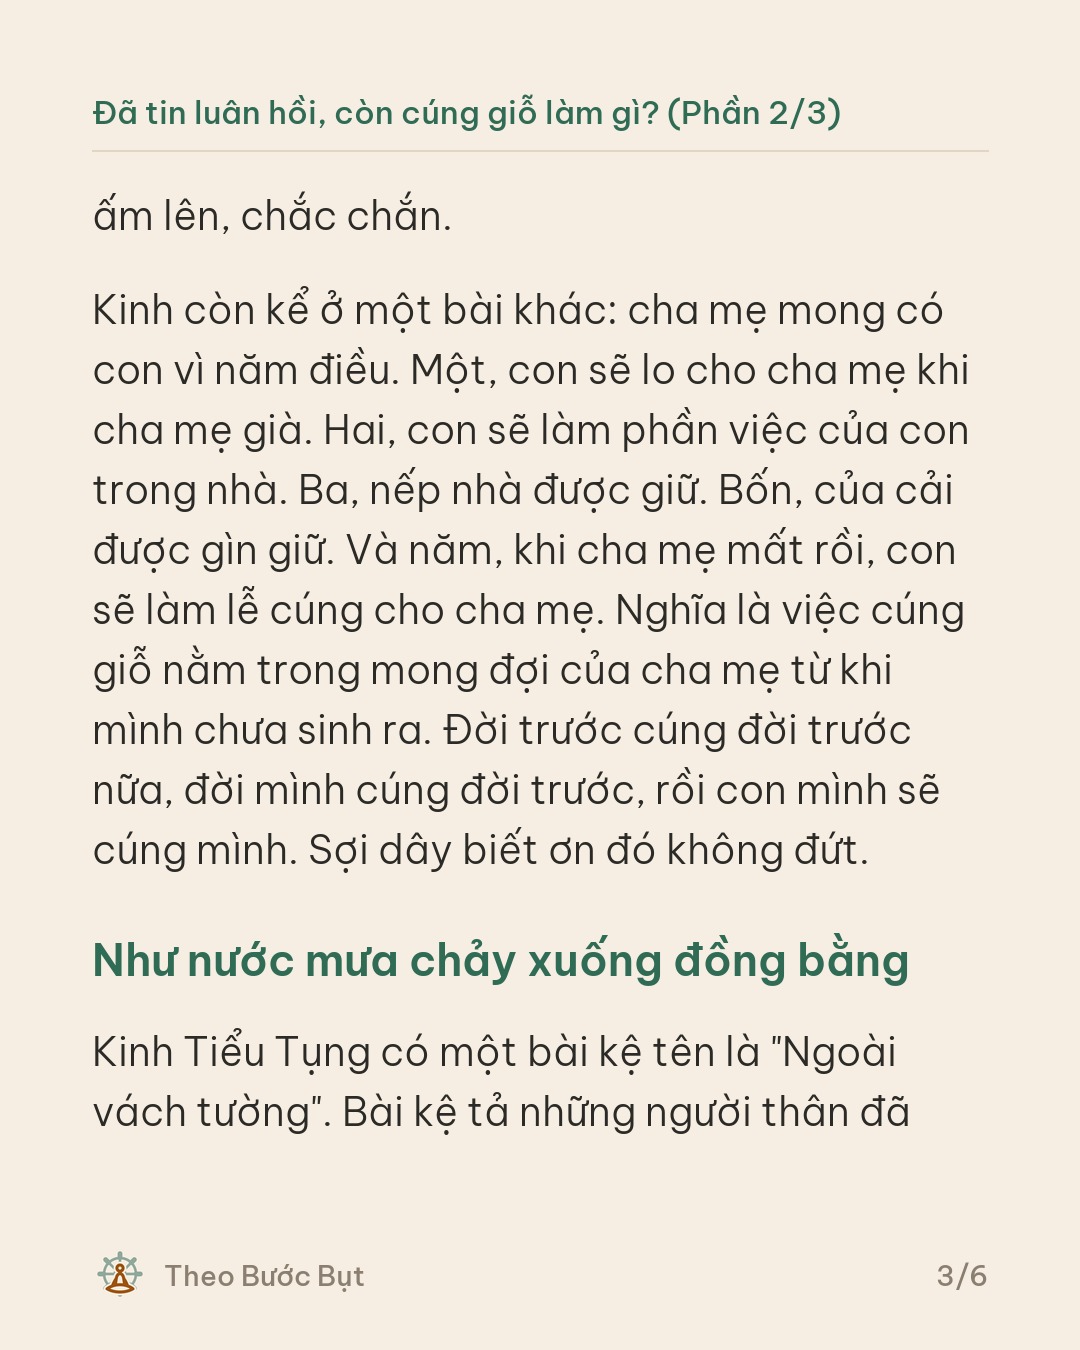 Đã tin luân hồi, còn cúng giỗ làm gì? (Phần 2/3)
ấm lên, chắc chắn.
Kinh còn kể ở một bài khác: cha mẹ mong có
con vì năm điều. Một, con sẽ lo cho cha mẹ khi
cha mẹ già. Hai, con sẽ làm phần việc của con
trong nhà. Ba, nếp nhà được giữ. Bốn, của cải
được gìn giữ. Và năm, khi cha mẹ mất rồi, con
sẽ làm lễ cúng cho cha mẹ. Nghĩa là việc cúng
giỗ nằm trong mong đợi của cha mẹ từ khi
mình chưa sinh ra. Đời trước cúng đời trước
nữa, đời mình cúng đời trước, rồi con mình sẽ
cúng mình. Sợi dây biết ơn đó không đứt.
Như nước mưa chảy xuống đồng bằng
Kinh Tiểu Tụng có một bài kệ tên là "Ngoài
vách tường". Bài kệ tả những người thân đã
Theo Bước Bụt
3/6